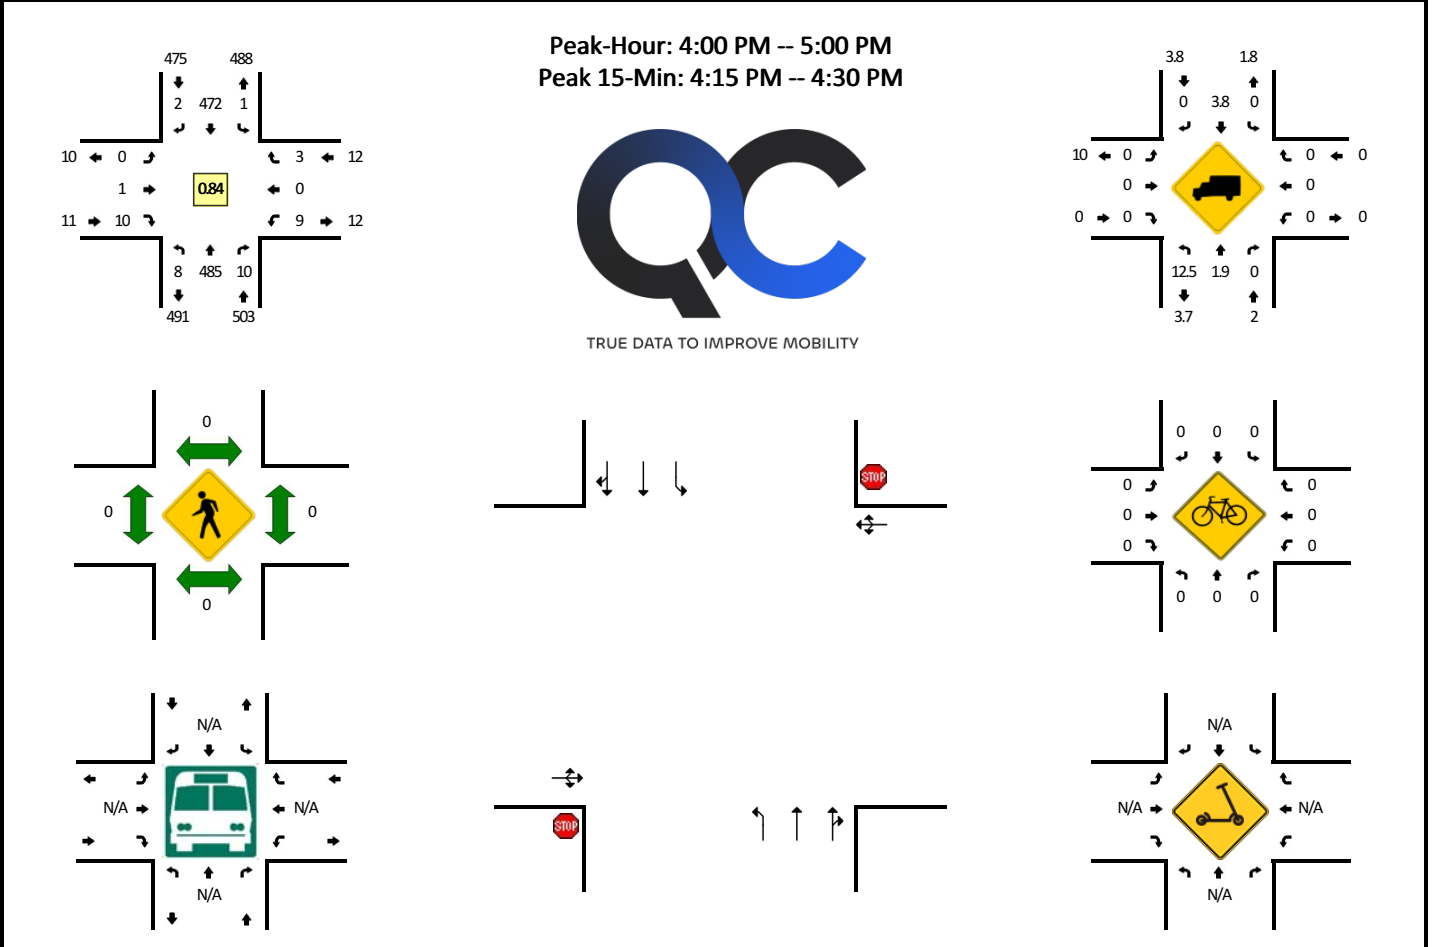 Peak-Hour: 4:00 PM -- 5:00 PM
Peak 15-Min: 4:15 PM -- 4:30 PM
475 488
2 472 1
10 0 3 12
1 0.84 0
11 10 9 12
8 485 10
491 503
QC
TRUE DATA TO IMPROVE MOBILITY
3.8 1.8
0 3.8 0
10 0 0 0
0 0
0 0 0 0
12.5 1.9 0
3.7 2
0
0 0
0
STOP
STOP
0 0 0
0 0
0 0
0 0
0 0 0
N/A
N/A N/A
N/A
N/A
N/A N/A
N/A